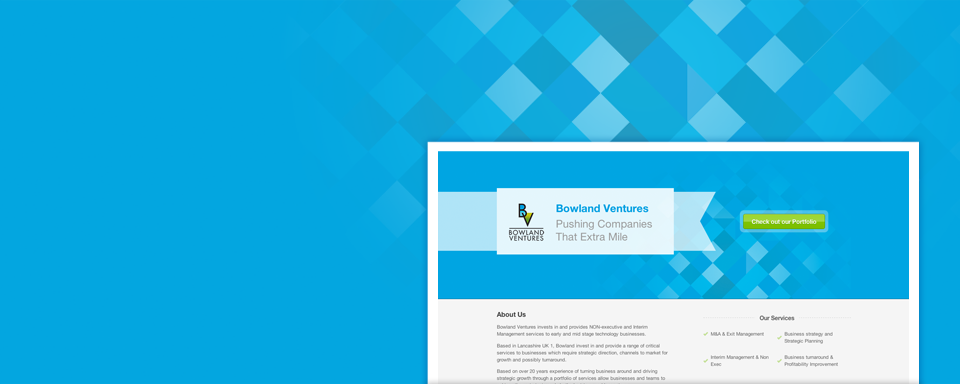 BV
BOWLAND
VENTURES
Bowland Ventures
Pushing Companies
That Extra Mile
Check out our Portfolio
About Us
Bowland Ventures invests in and provides NON-executive and Interim
Management services to early and mid stage technology businesses.
Based in Lancashire UK 1, Bowland invest in and provide a range of critical
services to businesses which require strategic direction, channels to market for
growth and possibly turnaround.
Based on over 20 years experience of turning business around and driving
strategic growth through a portfolio of services allow businesses and teams to
Our Services
M&A & Exit Management
Business strategy and
Strategic Planning
Interim Management & Non
Exec
Business turnaround &
Profitability Improvement